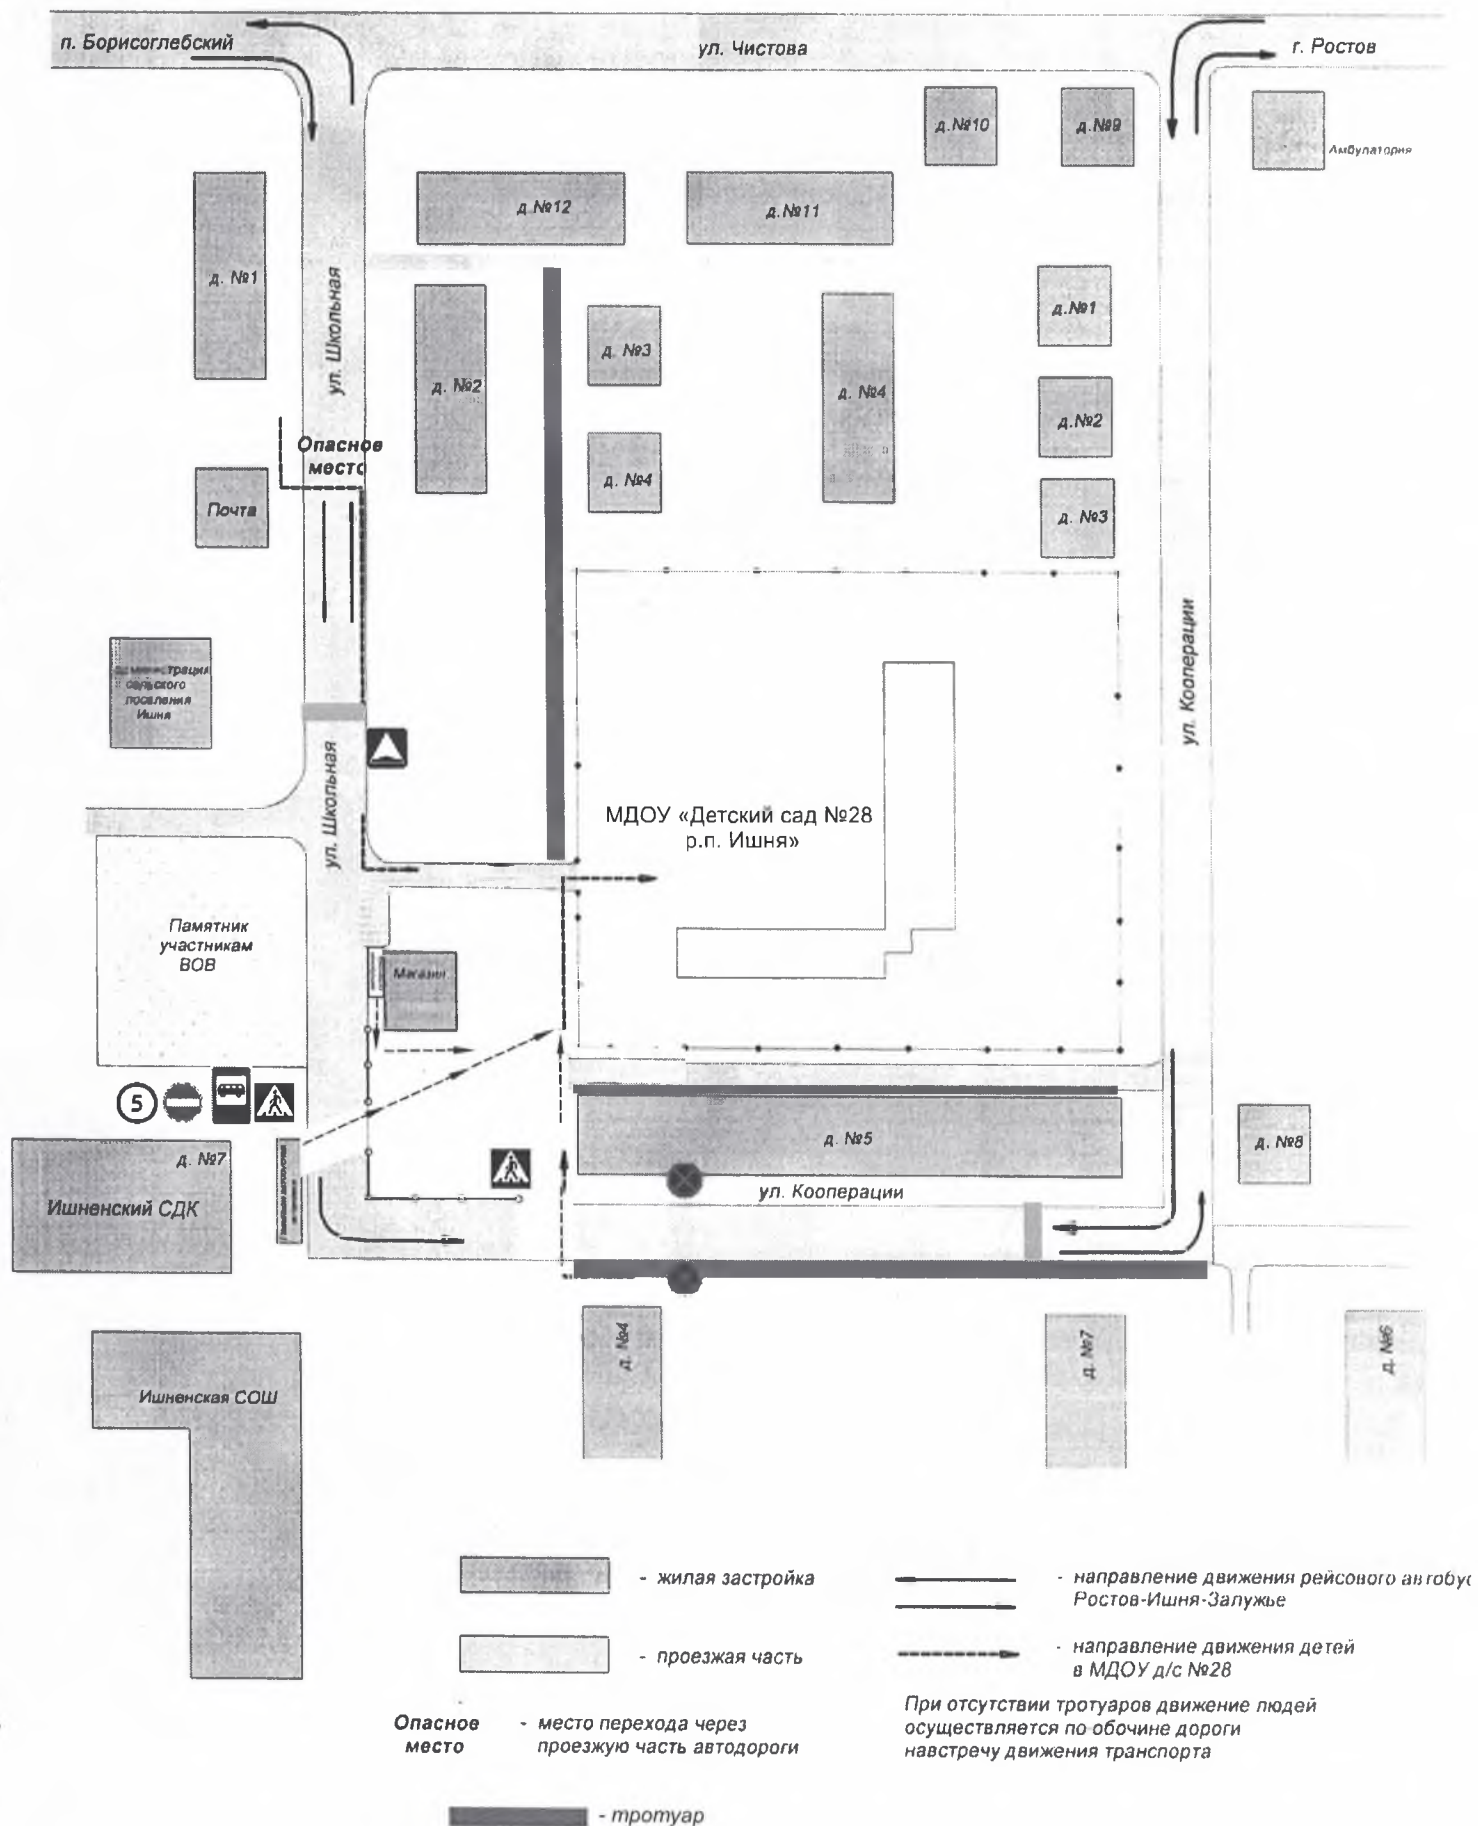 п. Борисоглебский
ул. Чистова
г. Ростов
д.№10
д.№9
Амбулатория
д.№12
д.№11
д. №1
ул. Школьная
д. №2
д. №3
д. №4
д. №4
д.№1
д.№2
д. №3
Опасное
место
Почта
администрация
сельского
поселения
Ишня
ул. Школьная
ул. Кооперации
МДОУ «Детский сад №28
р.п. Ишня»
Памятник
участникам
ВОВ
Магазин
5
д. №7
Ишненский СДК
д. №5
ул. Кооперации
д. №8
д. №4
д. №7
д. №6
Ишненская СОШ
- жилая застройка
- направление движения рейсового автобус
Ростов-Ишня-Залужье
- проезжая часть
- направление движения детей
в МДОУ д/с №28
Опасное
место
- место перехода через
проезжую часть автодороги
При отсутствии тротуаров движение людей
осуществляется по обочине дороги
навстречу движения транспорта
- тротуар